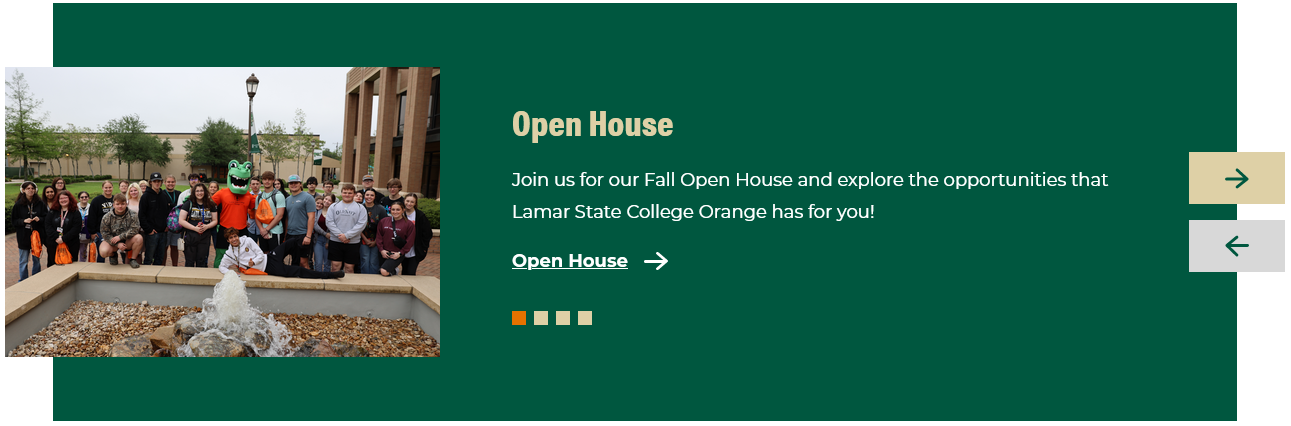 Open House
Join us for our Fall Open House and explore the opportunities that
Lamar State College Orange has for you!
Open House